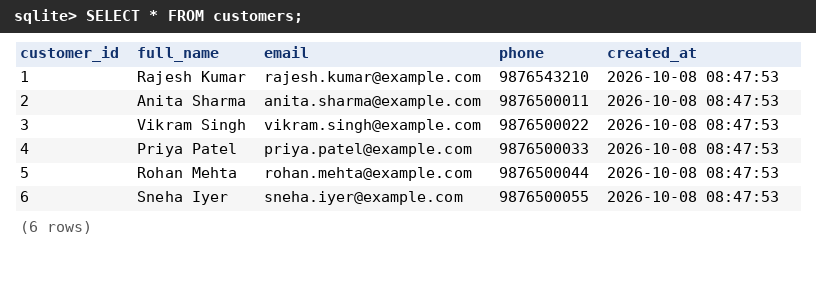 sqlite> SELECT * FROM customers;
customer_id full_name email phone created_at
1 Rajesh Kumar rajesh.kumar@example.com 9876543210 2026-10-08 08:47:53
2 Anita Sharma anita.sharma@example.com 9876500011 2026-10-08 08:47:53
3 Vikram Singh vikram.singh@example.com 9876500022 2026-10-08 08:47:53
4 Priya Patel priya.patel@example.com 9876500033 2026-10-08 08:47:53
5 Rohan Mehta rohan.mehta@example.com 9876500044 2026-10-08 08:47:53
6 Sneha Iyer sneha.iyer@example.com 9876500055 2026-10-08 08:47:53
(6 rows)